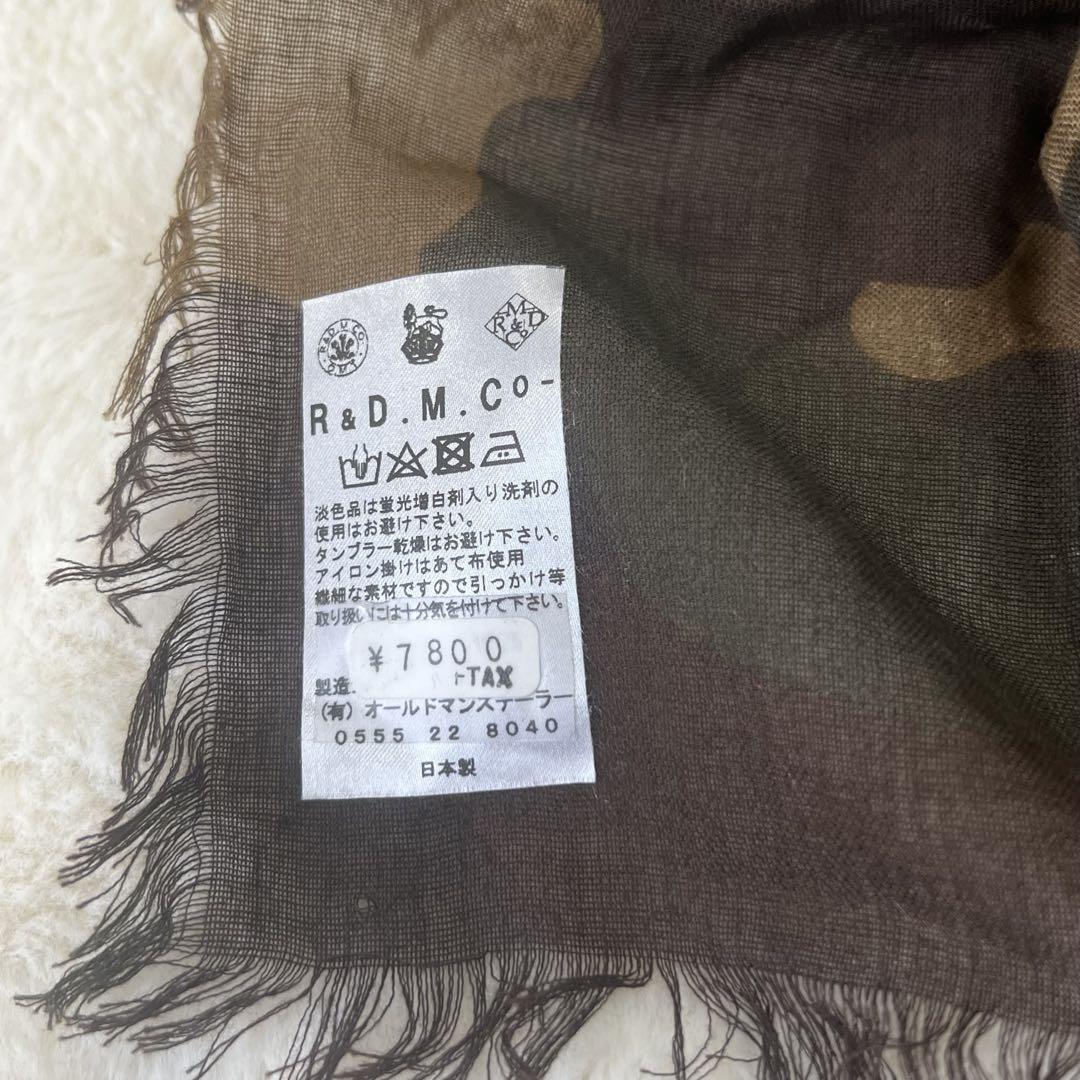 R&D.M.CO
O.M.T
R M & D Co
R&D.M.Co-
淡色品は蛍光増白剤入り洗剤の
使用はお避け下さい。
タンブラー乾燥はお避け下さい。
アイロン掛けはあて布使用
繊細な素材ですので引っかけ等
取り扱いには十分気を付けて下さい。
¥7800
+TAX
製造
(有)オールドマンズテーラー
0555 22 8040
日本製